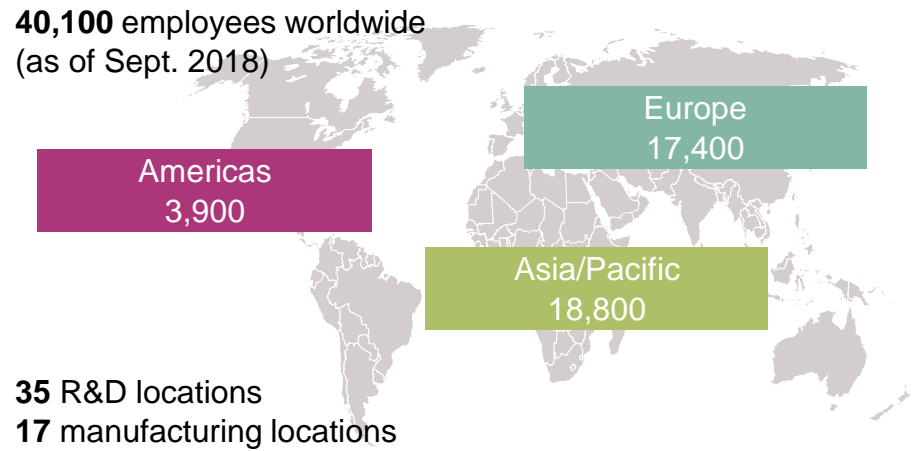 40,100 employees worldwide
(as of Sept. 2018)
Europe
17,400
Americas
3,900
Asia/Pacific
18,800
35 R&D locations
17 manufacturing locations